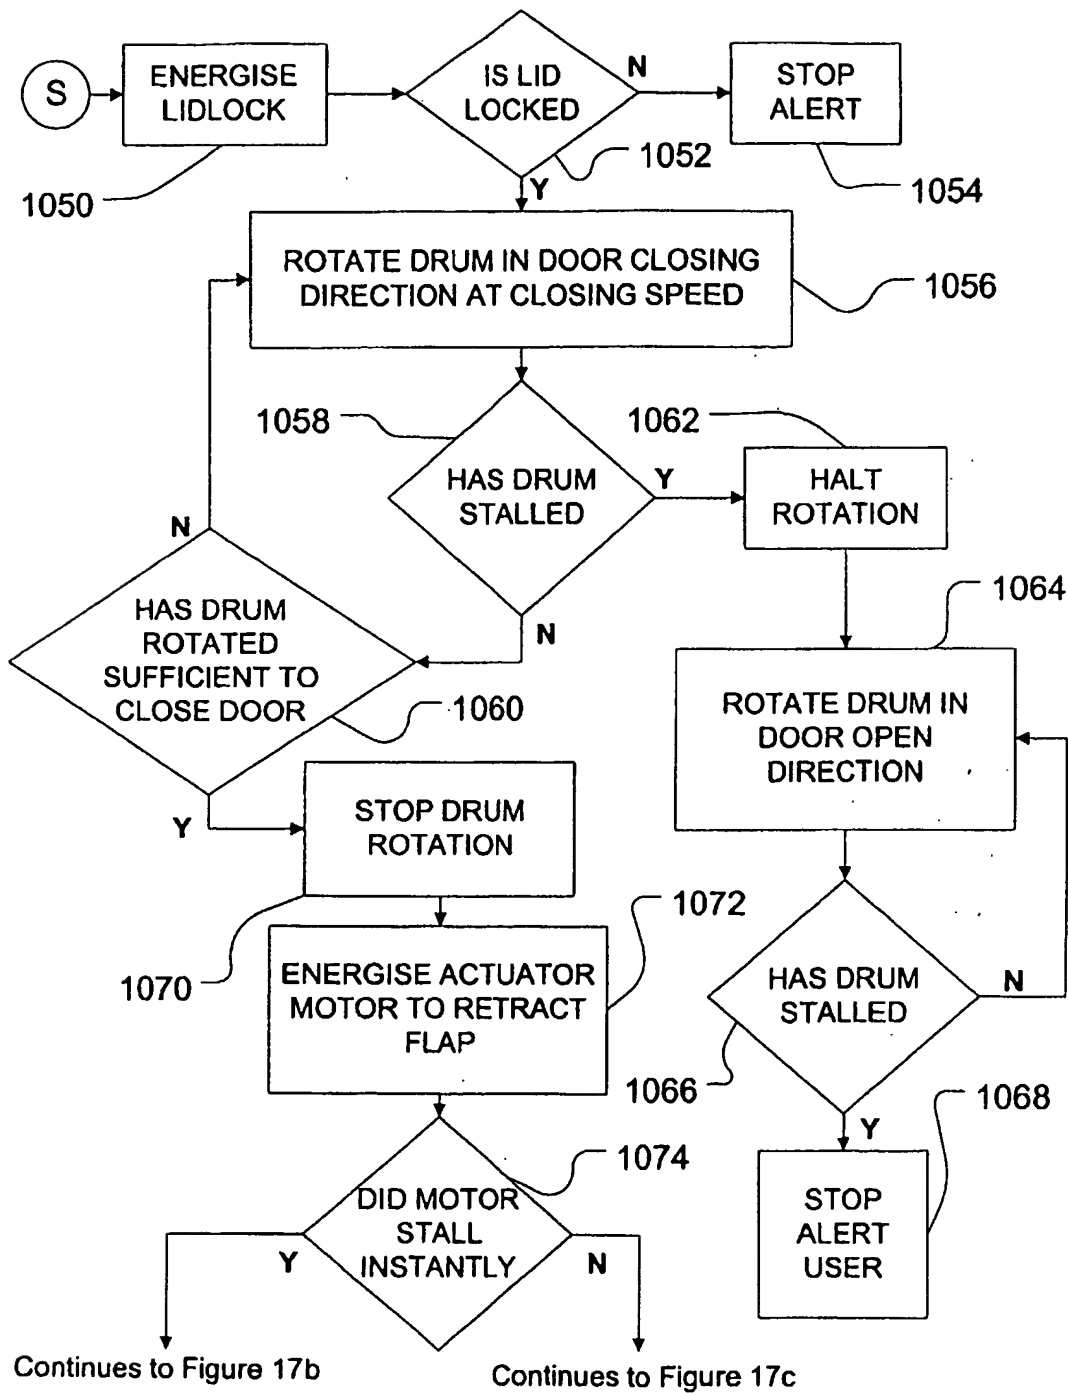 S
ENERGISE
LIDLOCK
IS LID
LOCKED
N
STOP
ALERT
1050
1052
1054
Y
ROTATE DRUM IN DOOR CLOSING
DIRECTION AT CLOSING SPEED
1056
1058
HAS DRUM
STALLED
Y
1062
HALT
ROTATION
N
N
HAS DRUM
ROTATED
SUFFICIENT TO
CLOSE DOOR
1060
1064
ROTATE DRUM IN
DOOR OPEN
DIRECTION
Y
STOP DRUM
ROTATION
1070
1072
ENERGISE ACTUATOR
MOTOR TO RETRACT
FLAP
HAS DRUM
STALLED
N
1066
Y
1068
STOP
ALERT
USER
1074
DID MOTOR
STALL
INSTANTLY
Y
N
Continues to Figure 17b
Continues to Figure 17c